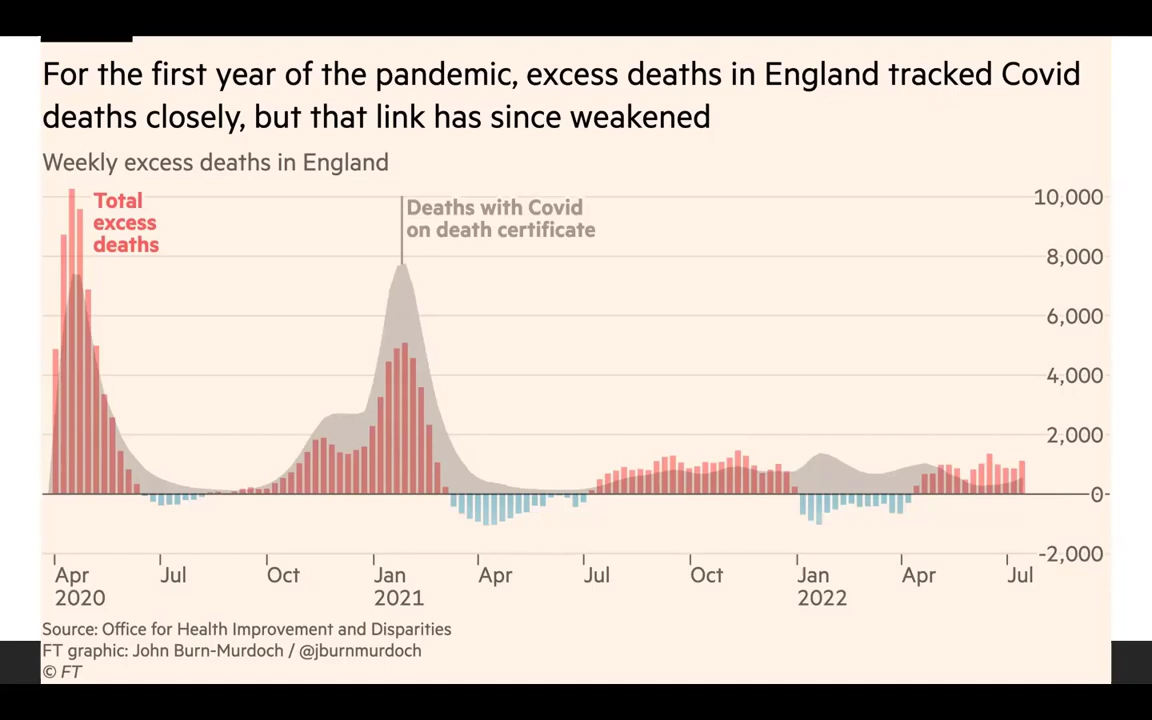 For the first year of the pandemic, excess deaths in England tracked Covid
deaths closely, but that link has since weakened
Weekly excess deaths in England
Total
excess
deaths
Deaths with Covid
on death certificate
10,000
8,000
6,000
4,000
2,000
0
-2,000
Apr Jul Oct Jan Apr Jul Oct Jan Apr Jul
2020 2021 2022
Source: Office for Health Improvement and Disparities
FT graphic: John Burn-Murdoch / @jburnmurdoch
© FT